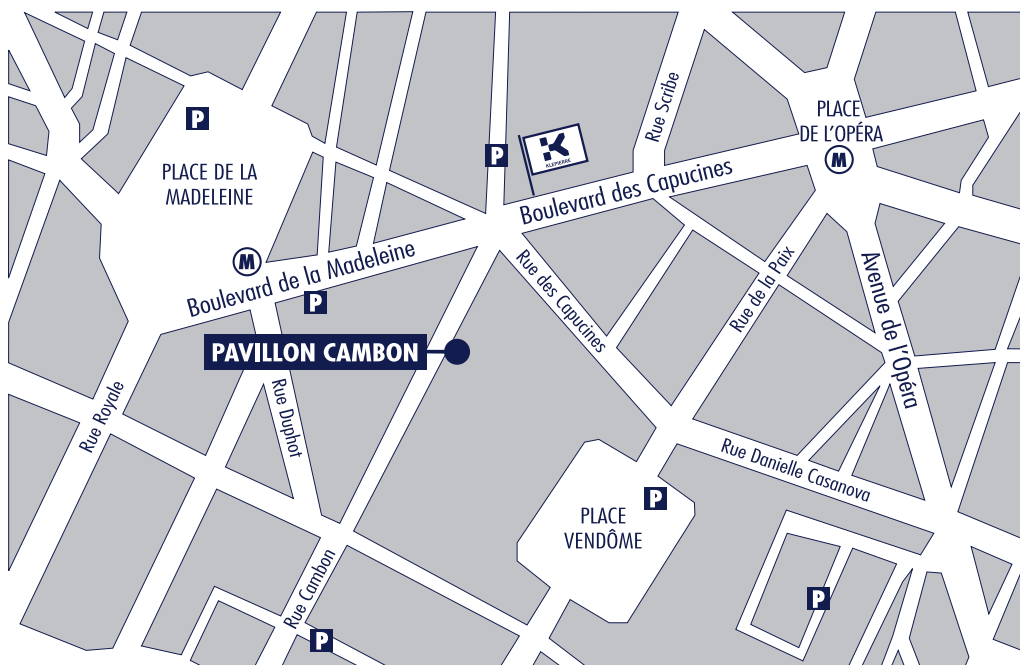 PLACE
DE L'OPÉRA
M
Rue Scribe
P
P
K
KLEPIERRE
PLACE DE LA
MADELEINE
Boulevard des Capucines
M
Boulevard de la Madeleine
P
Rue des Capucines
Rue de la Paix
Avenue de l'Opéra
PAVILLON CAMBON
Rue Royale
Rue Duphot
Rue Danielle Casanova
P
PLACE
VENDÔME
Rue Cambon
P
P